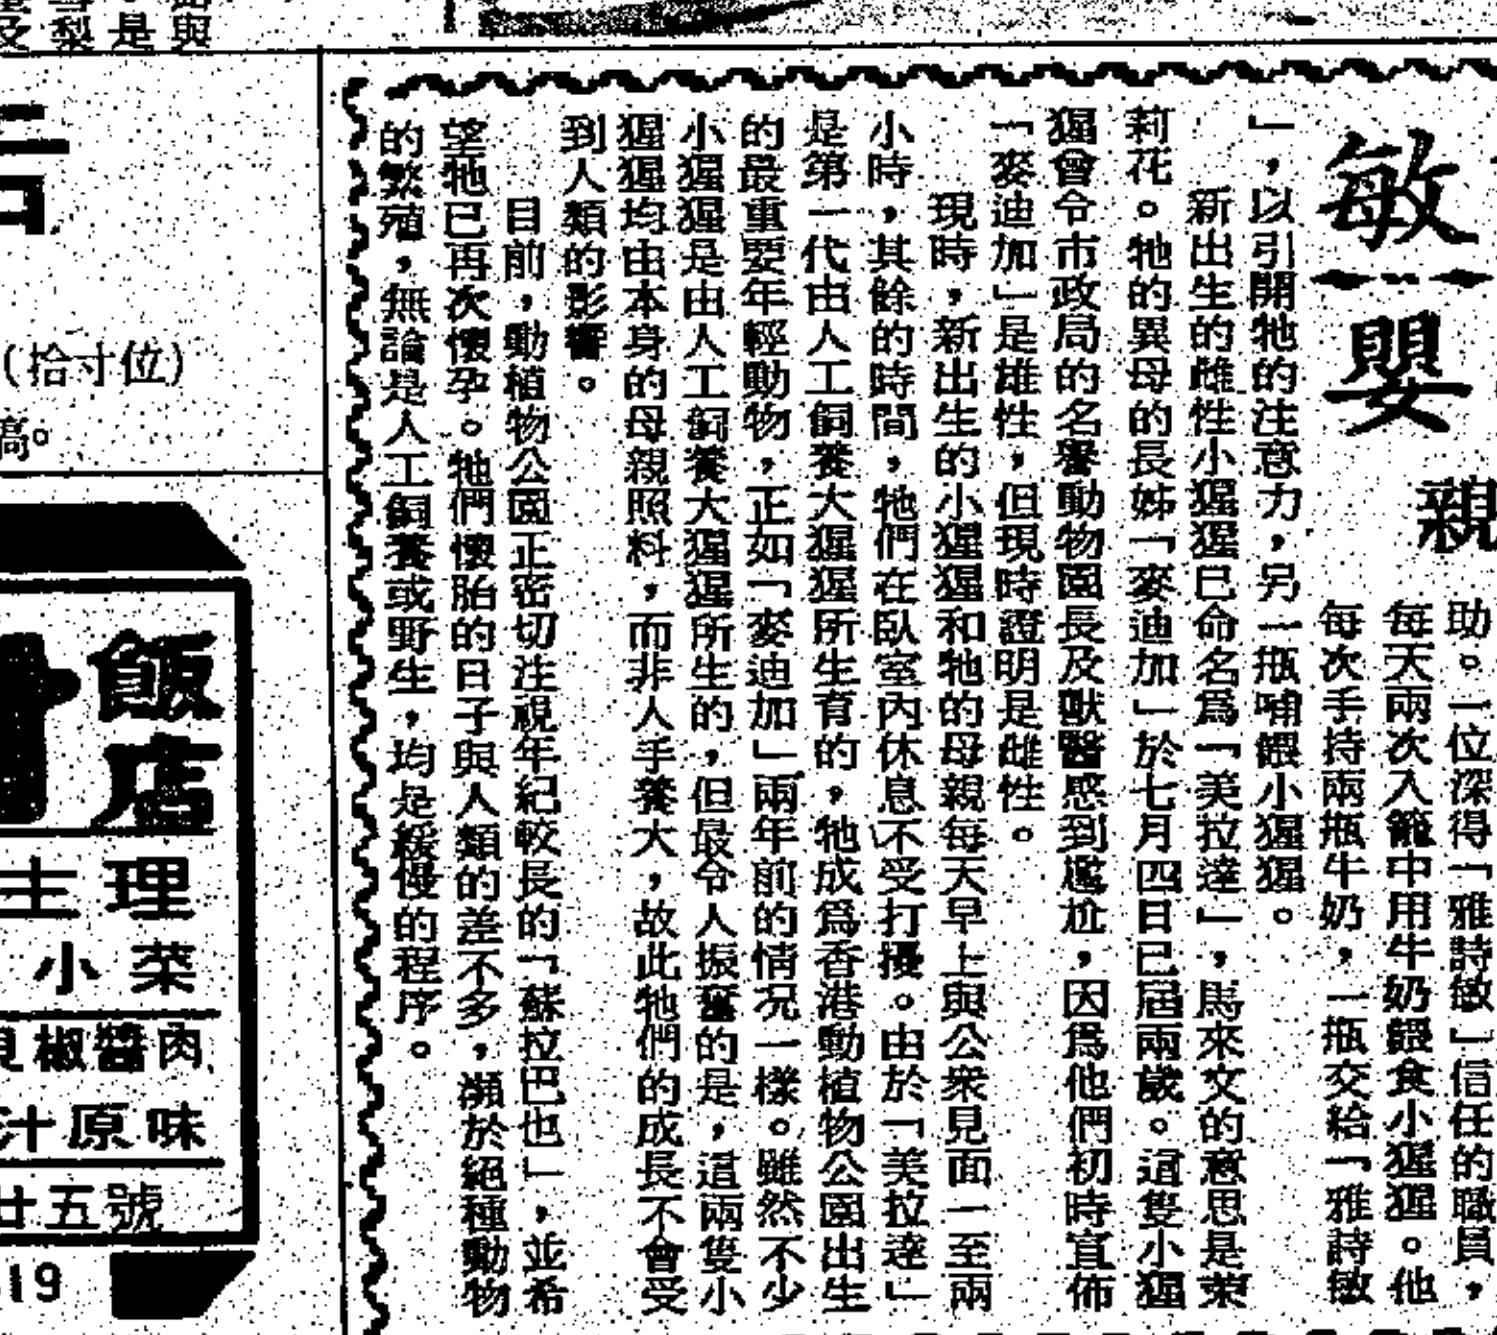 敏
嬰
親
助。一位深得「雅詩敏」信任的職員，
每天兩次入籠中用牛奶餵食小猩猩。他
每次手持兩瓶牛奶，一瓶交給「雅詩敏
」，以引開牠的注意力，另一瓶哺餵小猩猩。
新出生的雌性小猩猩已命名爲「美拉達」，馬來文的意思是茉
莉花。牠的異母的長姊「麥迪加」於七月四日已屆兩歲。這隻小猩
猩曾令市政局的名譽動物園長及獸醫感到尷尬，因爲他們初時宣佈
「麥迪加」是雄性，但現時證明是雌性。
現時，新出生的小猩猩和牠的母親每天早上與公衆見面一至兩
小時，其餘的時間，牠們在臥室內休息不受打擾。由於「美拉達」
是第一代由人工飼養大猩猩所生育的，牠成爲香港動植物公園出生
的最重要年輕動物，正如「麥迪加」兩年前的情况一樣。雖然不少
小猩猩是由人工飼養大猩猩所生的，但最令人振奮的是，這兩隻小
猩猩均由本身的母親照料，而非人手養大，故此牠們的成長不會受
到人類的影響。
目前，動植物公園正密切注視年紀較長的「蘇拉巴也」，並希
望牠已再次懷孕。牠們懷胎的日子與人類的差不多，瀕於絕種動物
的繁殖，無論是人工飼養或野生，均是緩慢的程序。
與
是
梨
及
（拾寸位）
稿。
飯店
主理
小菜
椒醬肉
汁原味
廿五號
19